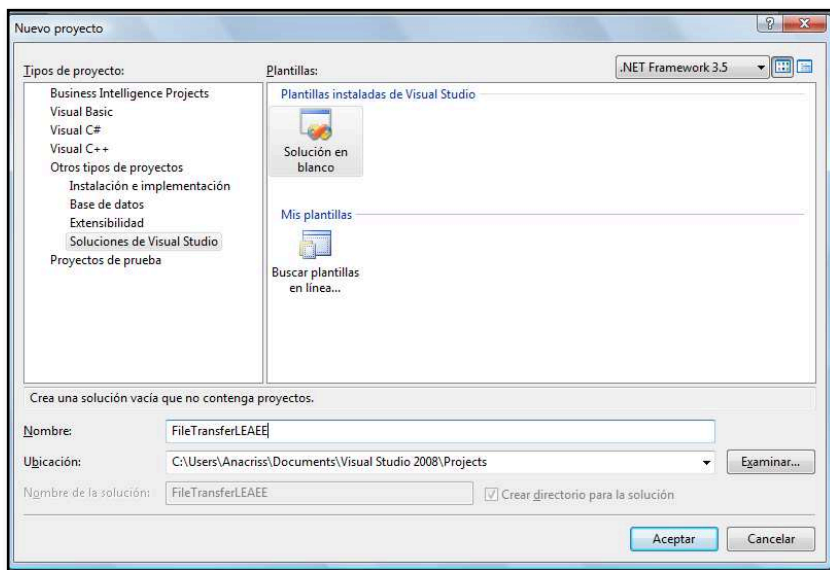 Nuevo proyecto
Tipos de proyecto:
Plantillas:
.NET Framework 3.5
Business Intelligence Projects
Visual Basic
Visual C#
Visual C++
Otros tipos de proyectos
Instalación e implementación
Base de datos
Extensibilidad
Soluciones de Visual Studio
Proyectos de prueba
Plantillas instaladas de Visual Studio
Solución en
blanco
Mis plantillas
Buscar plantillas
en línea...
Crea una solución vacía que no contenga proyectos.
Nombre:
FileTransferLEAEE
Ubicación:
C:\Users\Anacriss\Documents\Visual Studio 2008\Projects
Examinar...
Nombre de la solución:
FileTransferLEAEE
Crear directorio para la solución
Aceptar
Cancelar